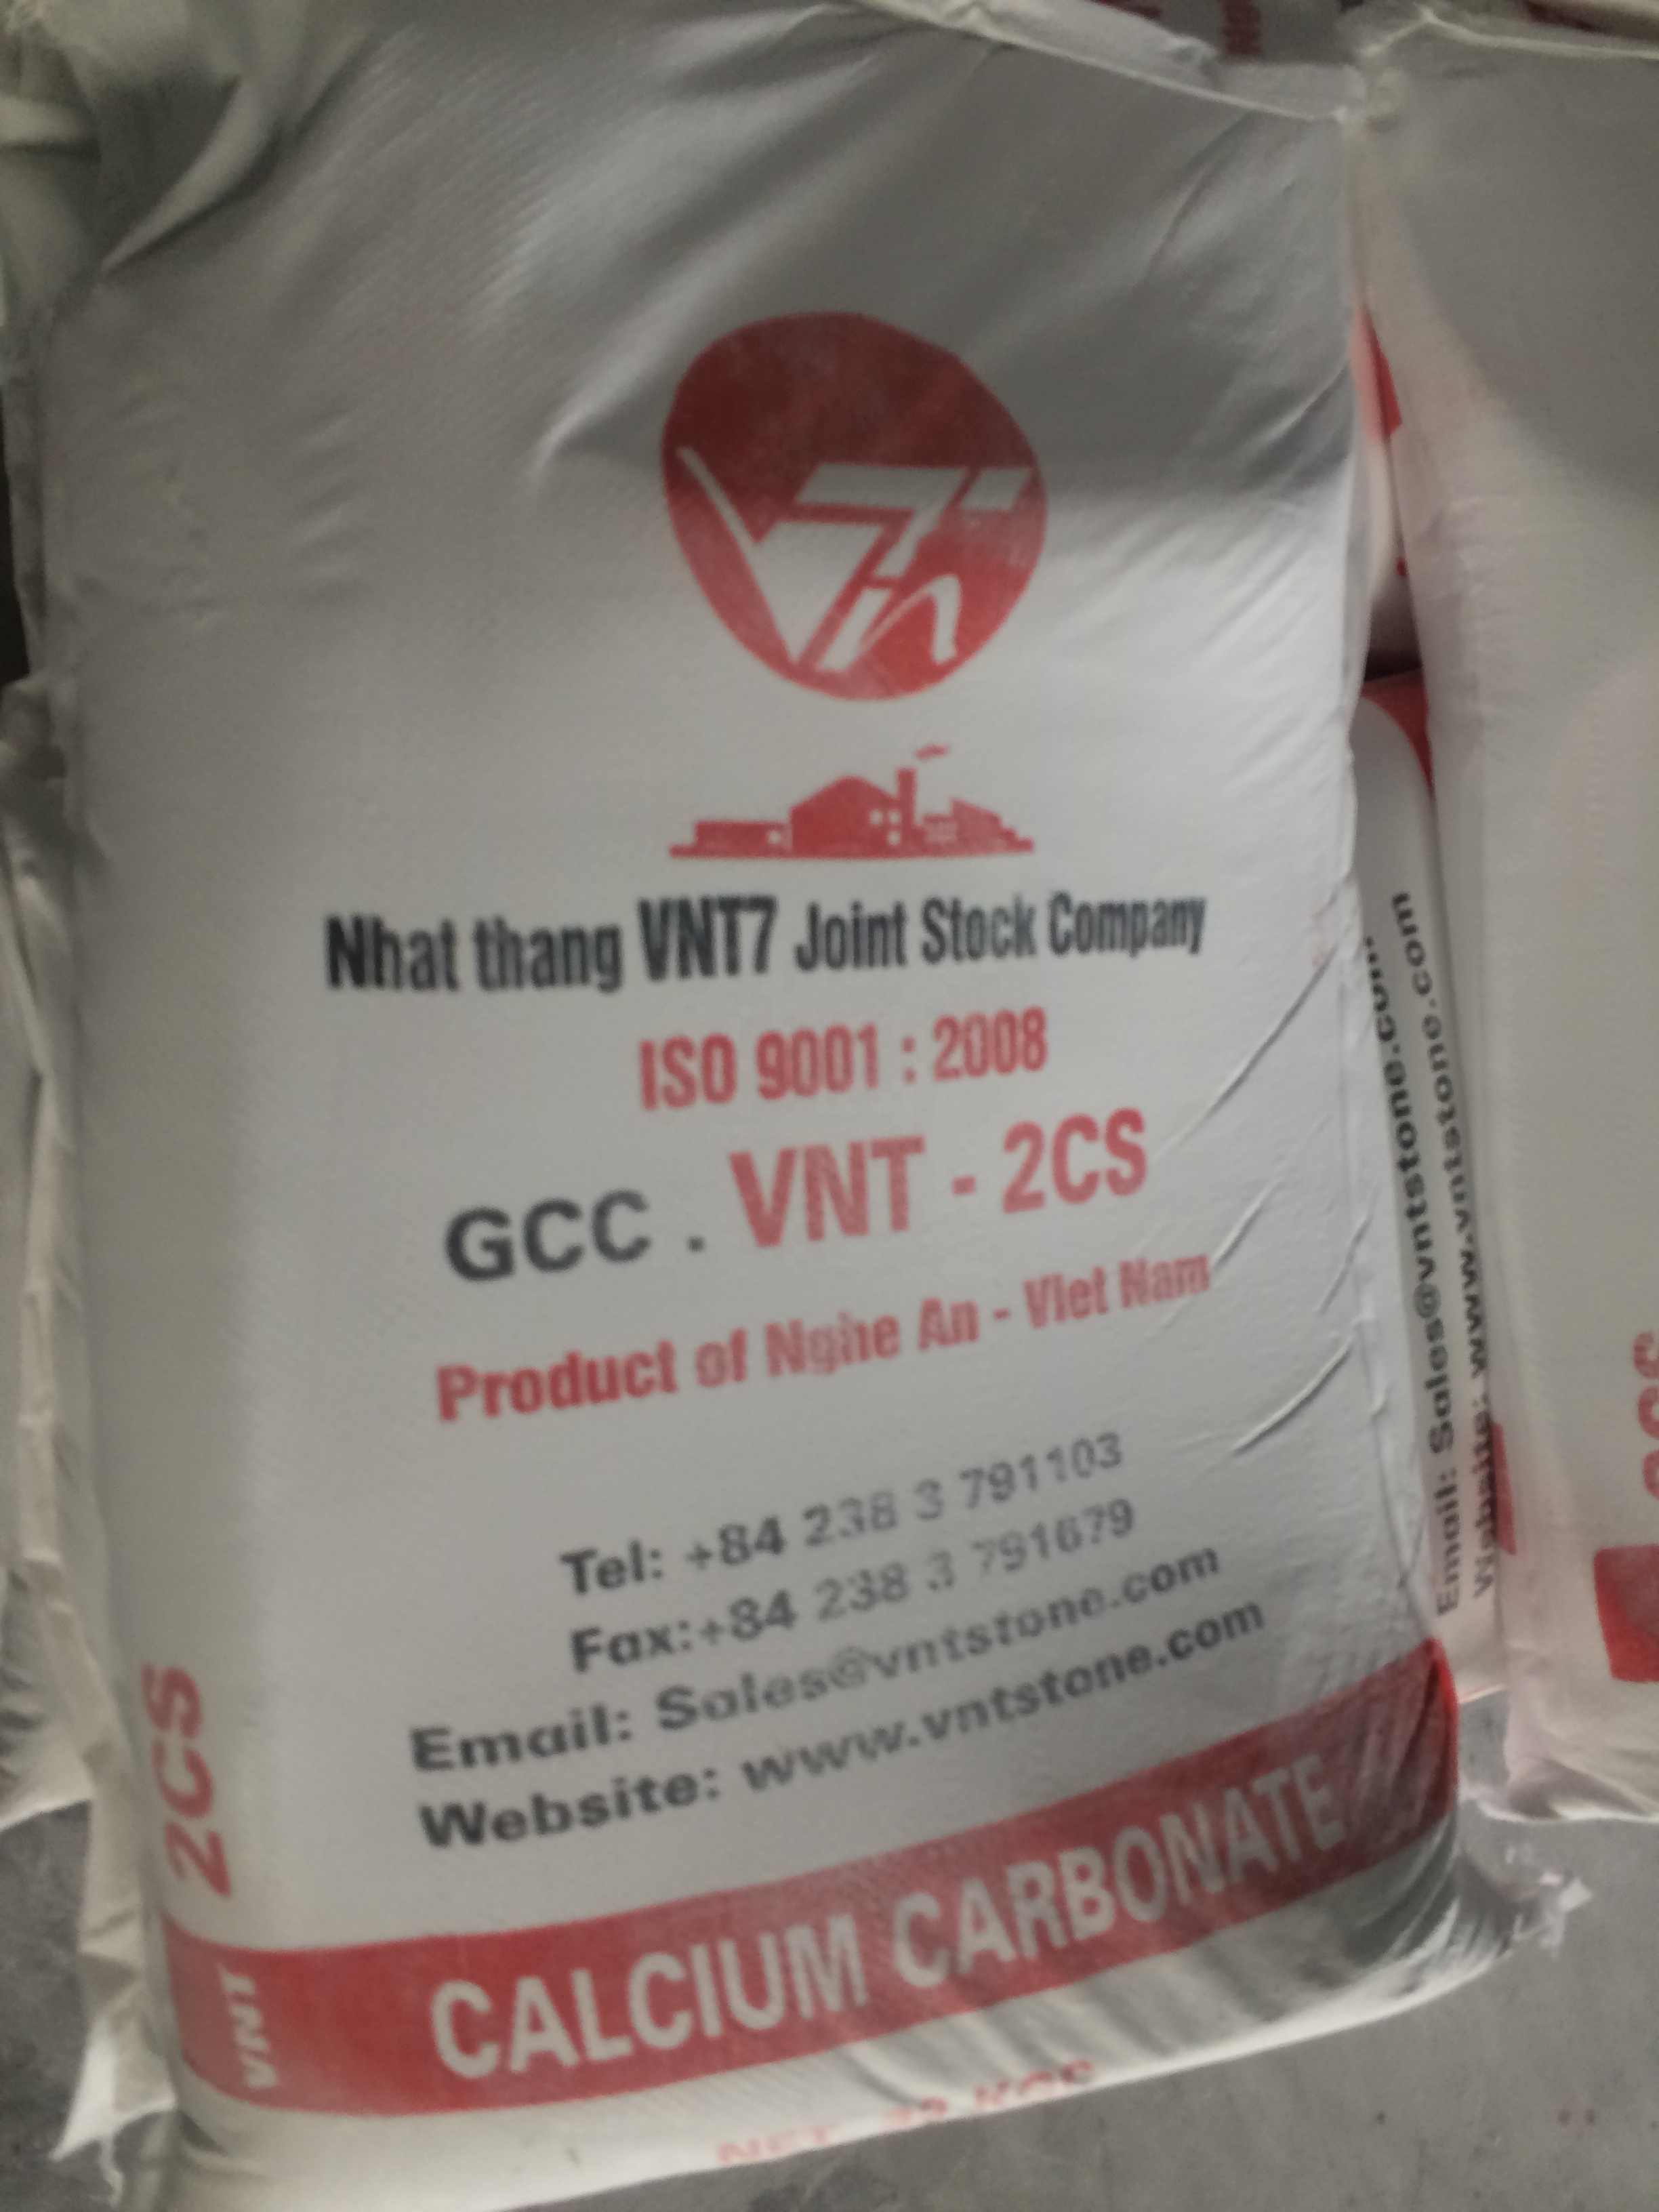 Nhat thang VNT7 Joint Stock Company
ISO 9001 : 2008
GCC . VNT - 2CS
Product of Nghe An - Viet Nam
Tel: +84 238 3 791103
Fax:+84 238 3 791679
Email: Sales@vntstone.com
Website: www.vntstone.com
CALCIUM CARBONATE
VNT 2CS
NET
Email: Sales@vntstone.com
Website: www.vntstone.com
2CS